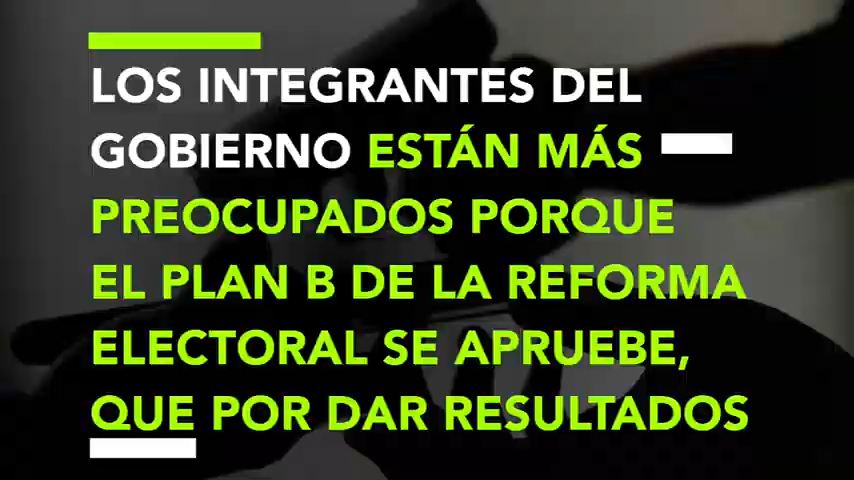 LOS INTEGRANTES DEL
GOBIERNO ESTÁN MÁS
PREOCUPADOS PORQUE
EL PLAN B DE LA REFORMA
ELECTORAL SE APRUEBE,
QUE POR DAR RESULTADOS